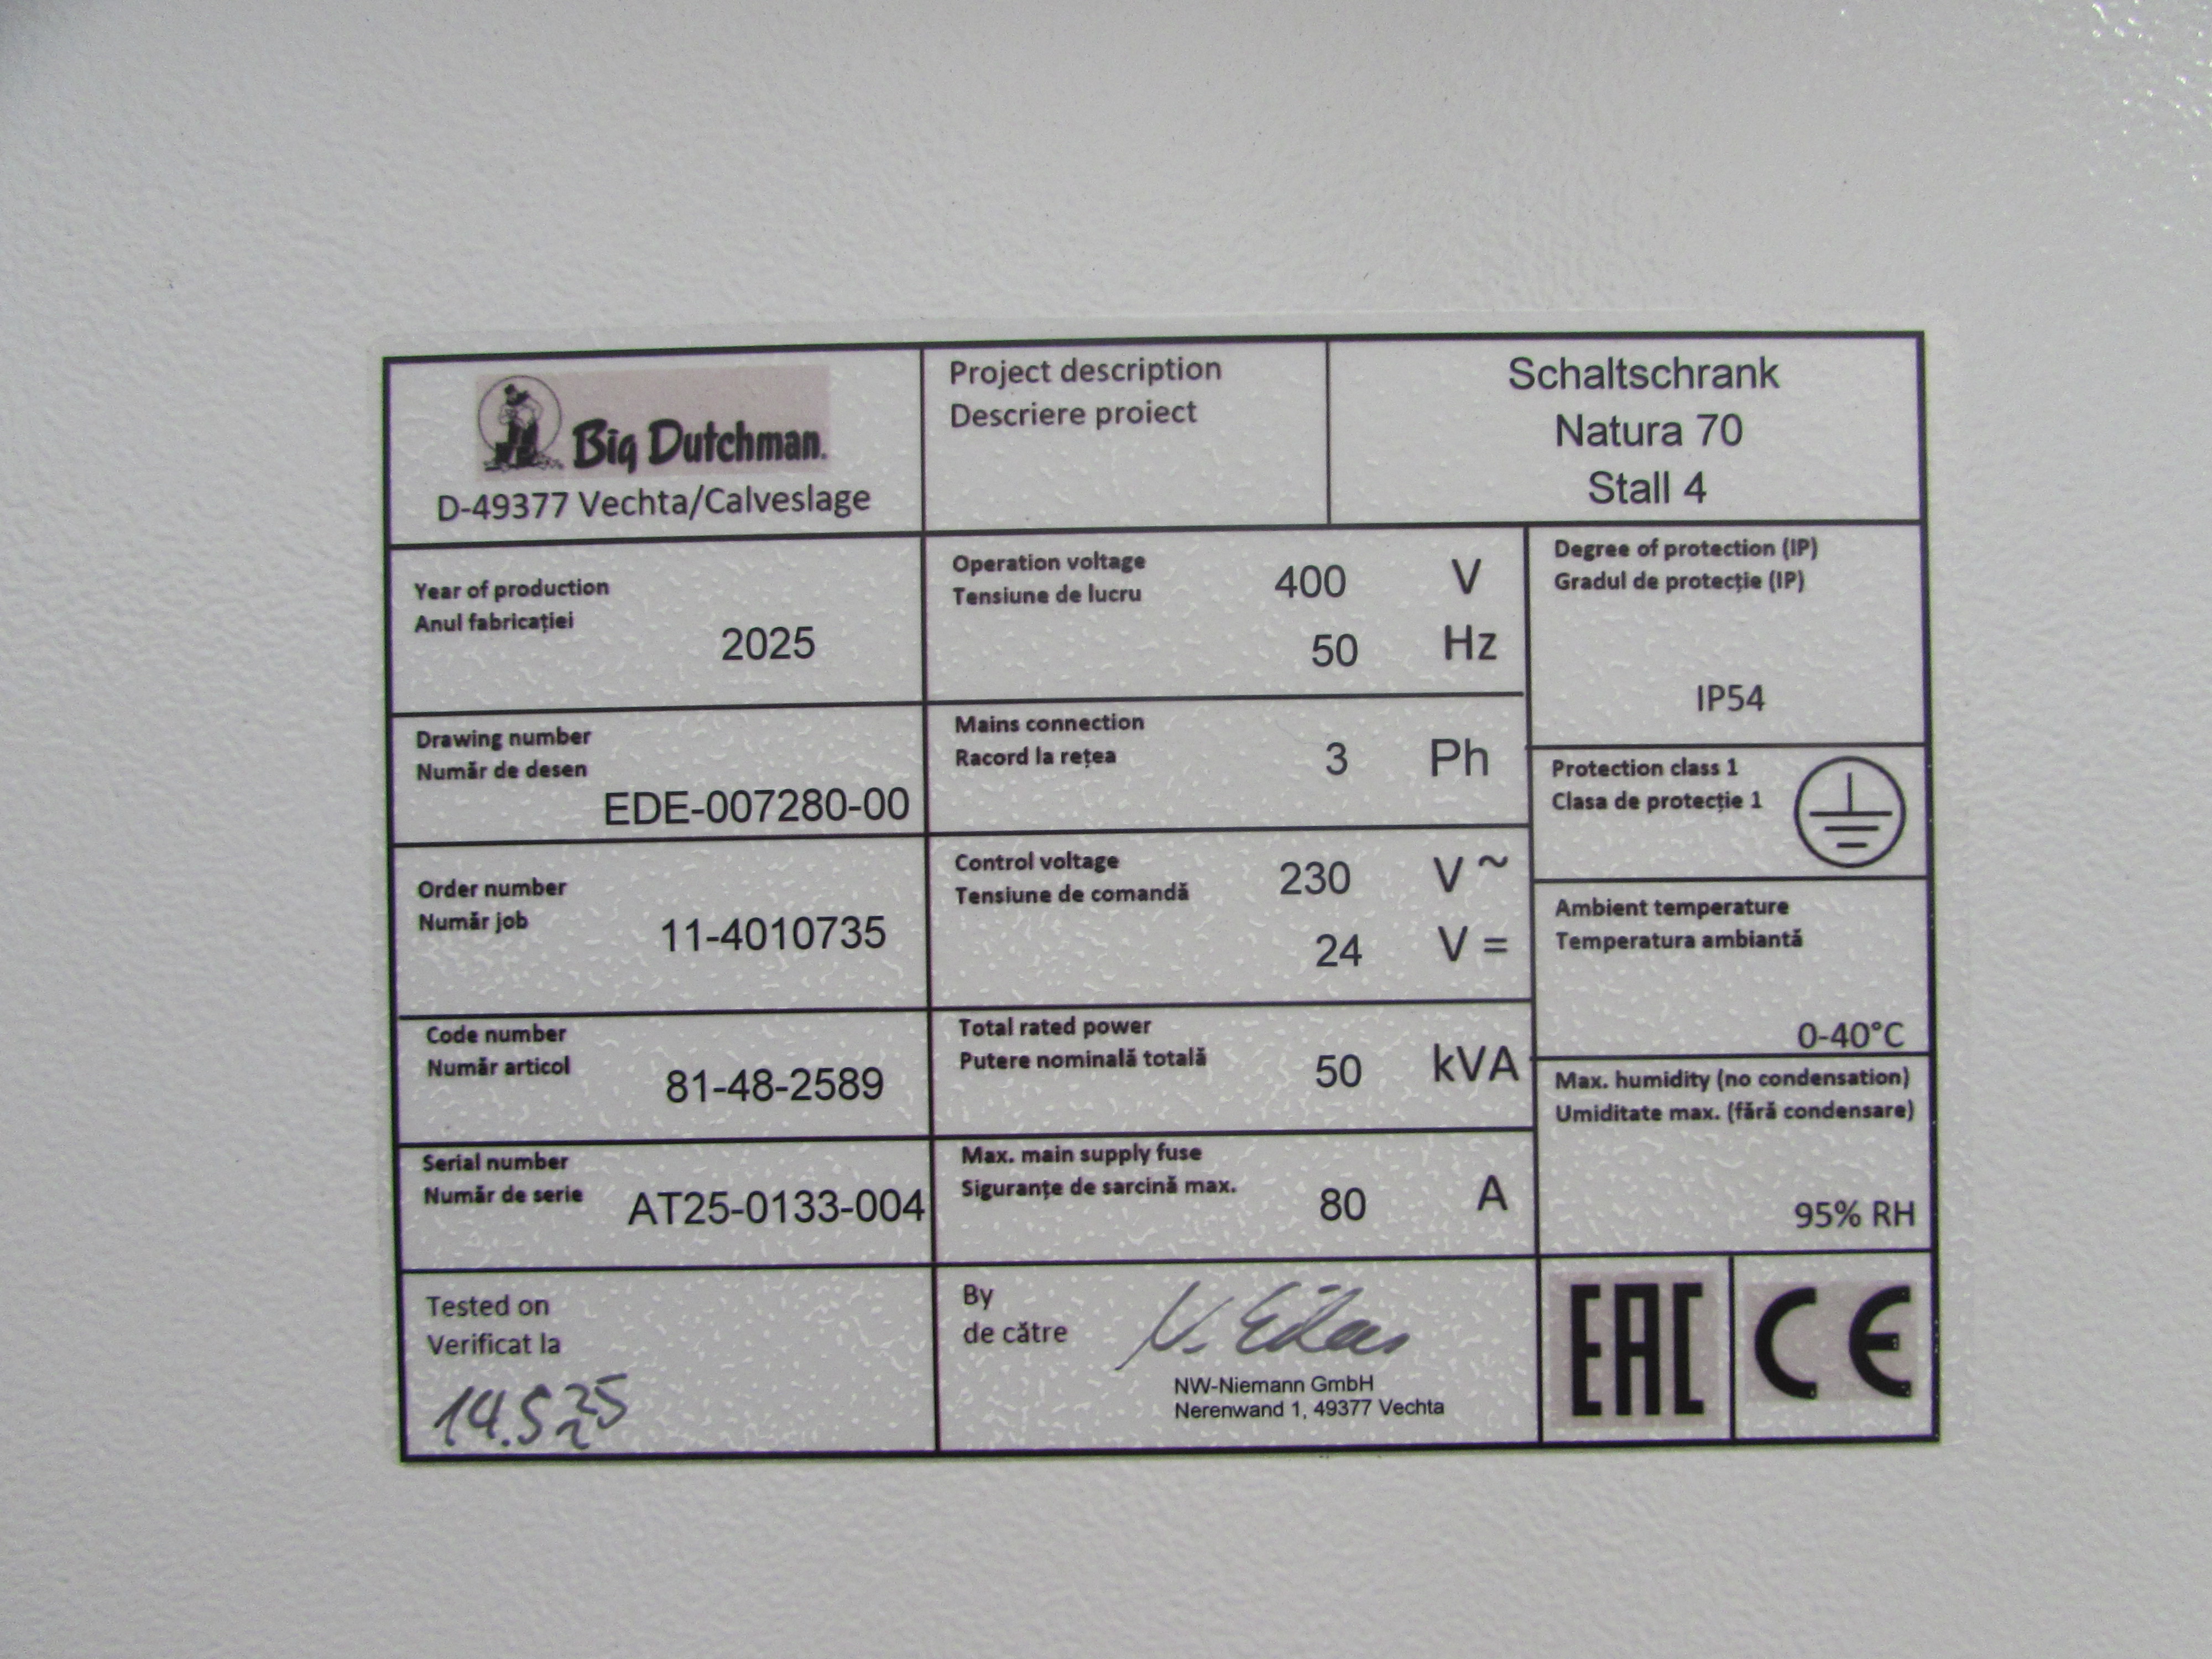 Big Dutchman.
D-49377 Vechta/Calveslage
Project description
Descriere proiect
Schaltschrank
Natura 70
Stall 4
Year of production
Anul fabricației
2025
Operation voltage
Tensiune de lucru
400 V
50 Hz
Degree of protection (IP)
Gradul de protecție (IP)
IP54
Drawing number
Număr de desen
EDE-007280-00
Mains connection
Racord la rețea
3 Ph
Protection class 1
Clasa de protecție 1
Order number
Număr job
11-4010735
Control voltage
Tensiune de comandă
230 V ~
24 V =
Ambient temperature
Temperatura ambiantă
0-40°C
Code number
Număr articol
81-48-2589
Total rated power
Putere nominală totală
50 kVA
Max. humidity (no condensation)
Umiditate max. (fără condensare)
95% RH
Serial number
Număr de serie
AT25-0133-004
Max. main supply fuse
Siguranțe de sarcină max.
80 A
Tested on
Verificat la
14.5.25
By
de către
NW-Niemann GmbH
Nerenwand 1, 49377 Vechta
EAC
CE